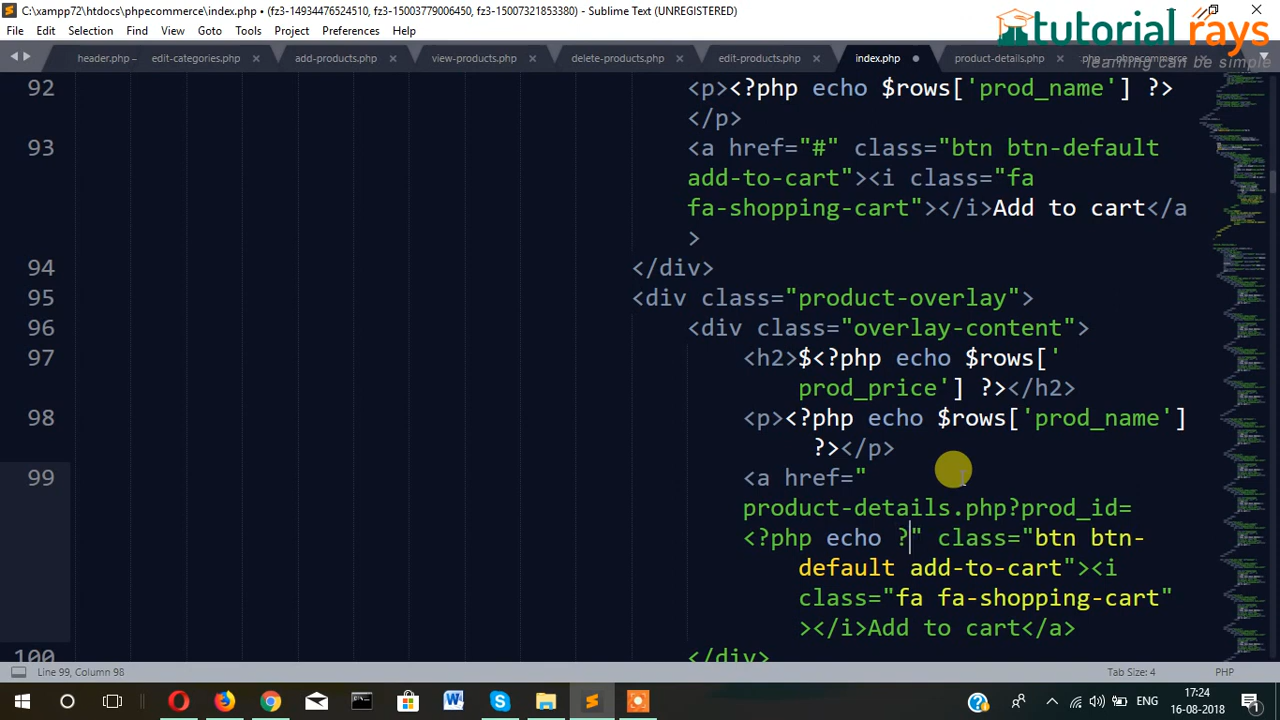 C:\xampp72\htdocs\phpecommerce\index.php • (fz3-14934476524510, fz3-15003779106450, fz3-15007321853380) - Sublime Text (UNREGISTERED)
File Edit Selection Find View Goto Tools Project Preferences Help
tutorial rays
learning can be simple
header.php – edit-categories.php × add-products.php × view-products.php × delete-products.php × edit-products.php × index.php • product-details.php × php phpecommerce
92 <p><?php echo $rows['prod_name'] ?>
</p>
93 <a href="#" class="btn btn-default
add-to-cart"><i class="fa
fa-shopping-cart"></i>Add to cart</a
>
94 </div>
95 <div class="product-overlay">
96 <div class="overlay-content">
97 <h2>$<?php echo $rows['
prod_price'] ?></h2>
98 <p><?php echo $rows['prod_name']
?></p>
99 <a href="
product-details.php?prod_id=
<?php echo ?" class="btn btn-
default add-to-cart"><i
class="fa fa-shopping-cart"
></i>Add to cart</a>
100 </div>
Line 99, Column 98 Tab Size: 4 PHP
ENG 17:24
16-08-2018